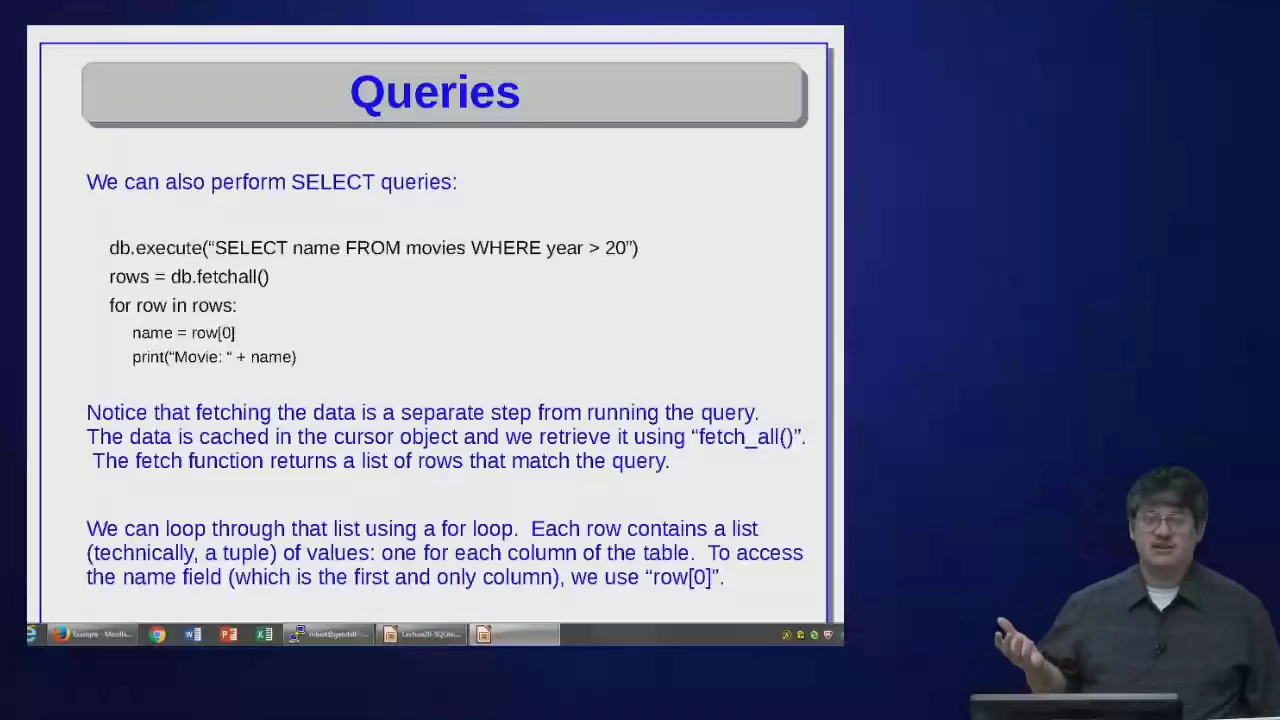 Queries
We can also perform SELECT queries:
db.execute(“SELECT name FROM movies WHERE year > 20”)
rows = db.fetchall()
for row in rows:
name = row[0]
print(“Movie: “ + name)
Notice that fetching the data is a separate step from running the query.
The data is cached in the cursor object and we retrieve it using “fetch_all()”.
The fetch function returns a list of rows that match the query.
We can loop through that list using a for loop. Each row contains a list
(technically, a tuple) of values: one for each column of the table. To access
the name field (which is the first and only column), we use “row[0]”.
Example - Mozilla...